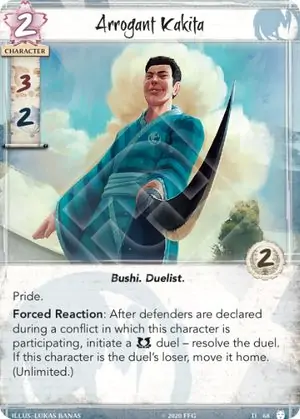 2
Arrogant Kakita
CHARACTER
3
2
2
Bushi. Duelist.
Pride.
Forced Reaction: After defenders are declared
during a conflict in which this character is
participating, initiate a duel – resolve the duel.
If this character is the duel's loser, move it home.
(Unlimited.)
ILLUS-LUKAS BANAS
© 2020 FFG
68